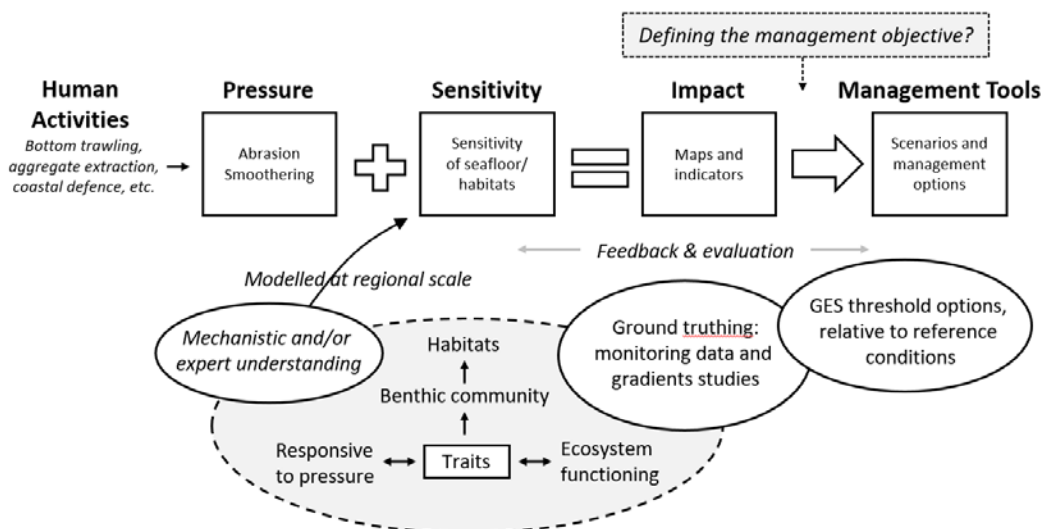 Defining the management objective?
Human
Activities
Bottom trawling,
aggregate extraction,
coastal defence, etc.
Pressure
Abrasion
Smoothering
Sensitivity
Sensitivity
of seafloor/
habitats
Impact
Maps and
indicators
Management Tools
Scenarios and
management
options
Feedback & evaluation
Modelled at regional scale
Mechanistic and/or
expert understanding
Habitats
Benthic community
Responsive
to pressure
Traits
Ecosystem
functioning
Ground truthing:
monitoring data and
gradients studies
GES threshold options,
relative to reference
conditions